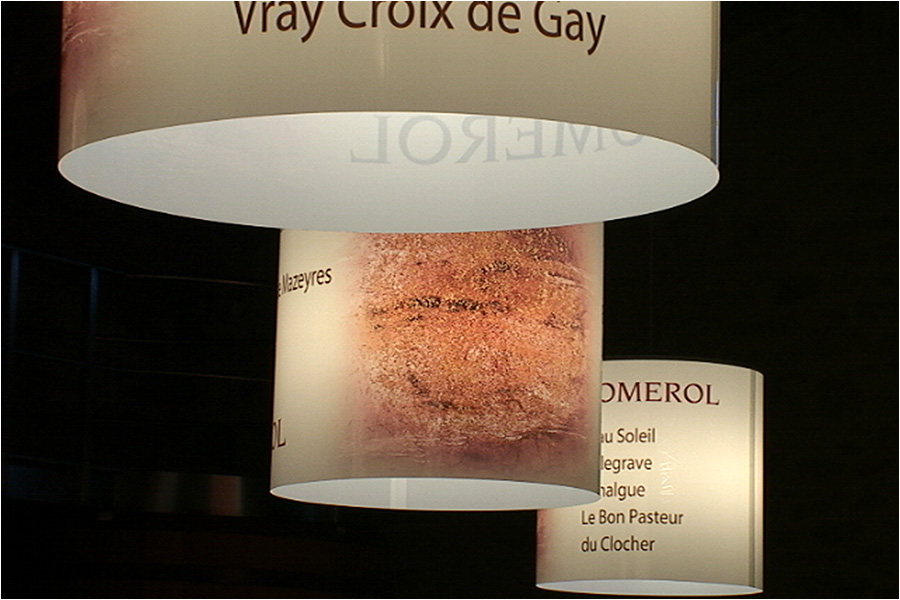 Vray Croix de Gay
OMEROL
Mazeyres
OL
OMEROL
au Soleil
legrave
nalgue
Le Bon Pasteur
du Clocher